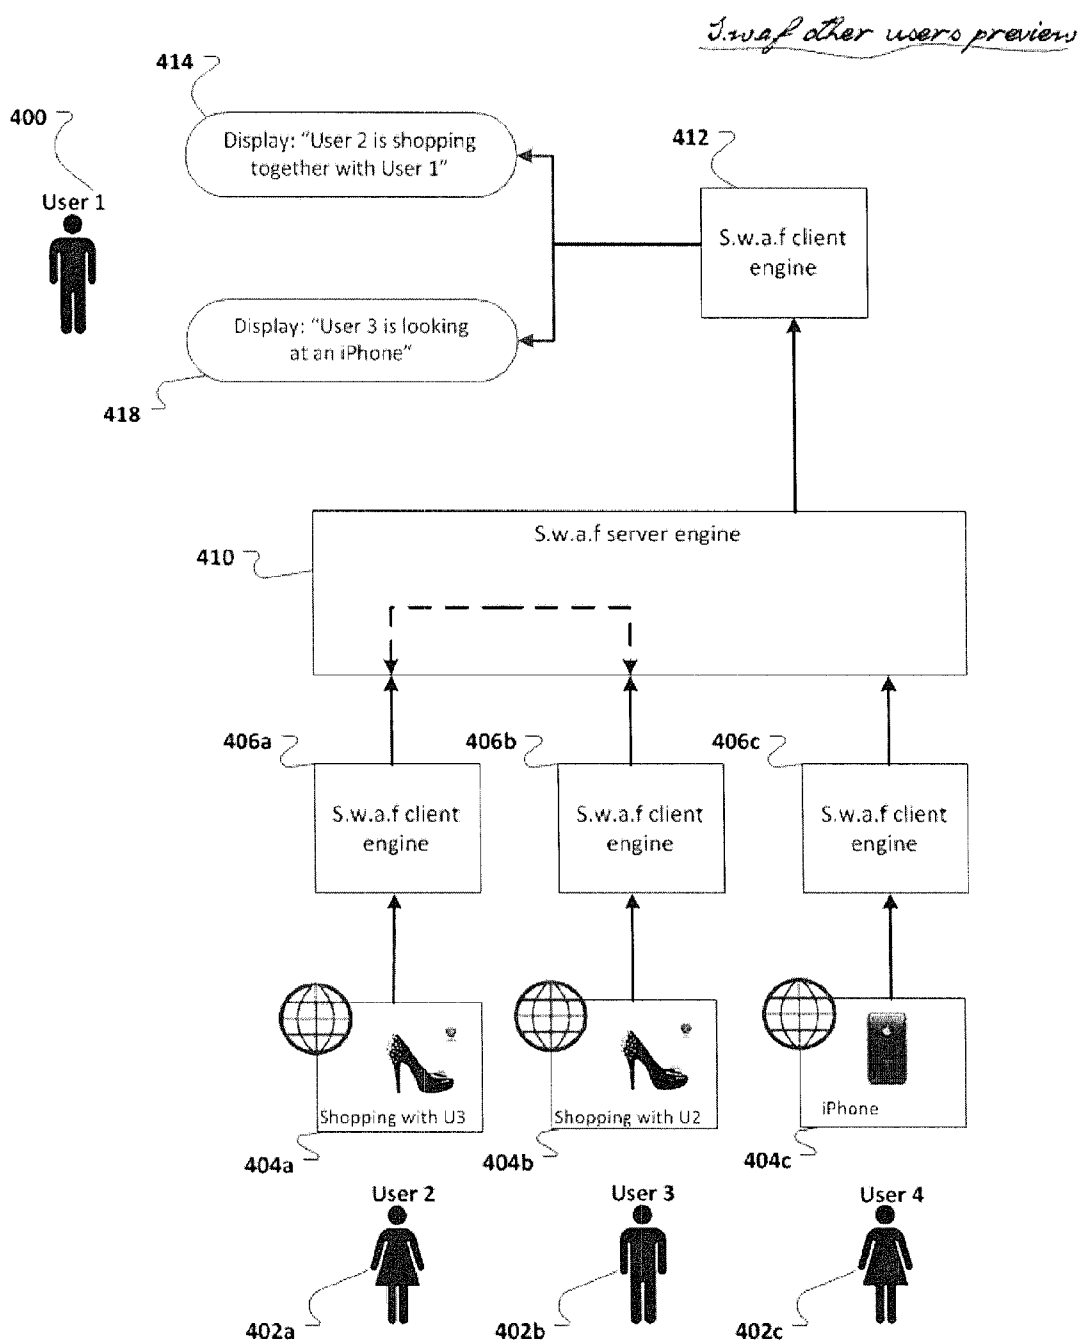 S.w.a.f other users preview
414
400
Display: "User 2 is shopping
together with User 1"
412
User 1
S.w.a.f client
engine
Display: "User 3 is looking
at an iPhone"
418
S.w.a.f server engine
410
406a
406b
406c
S.w.a.f client
engine
S.w.a.f client
engine
S.w.a.f client
engine
Shopping with U3
Shopping with U2
iPhone
404a
404b
404c
User 2
User 3
User 4
402a
402b
402c